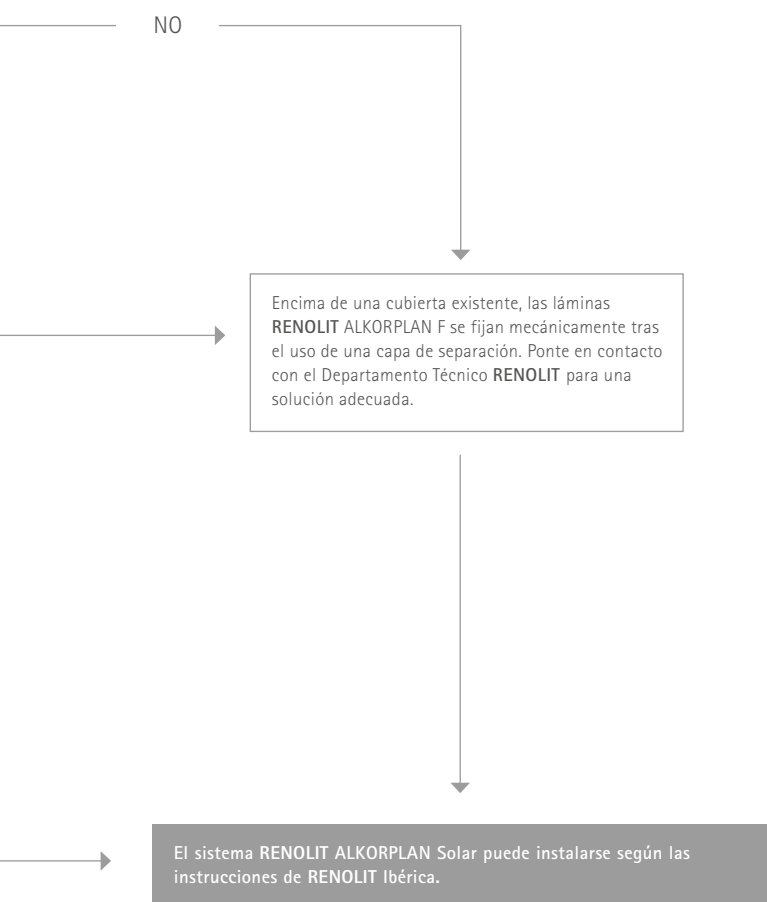 NO
Encima de una cubierta existente, las láminas
RENOLIT ALKORPLAN F se fijan mecánicamente tras
el uso de una capa de separación. Ponte en contacto
con el Departamento Técnico RENOLIT para una
solución adecuada.
El sistema RENOLIT ALKORPLAN Solar puede instalarse según las
instrucciones de RENOLIT Ibérica.